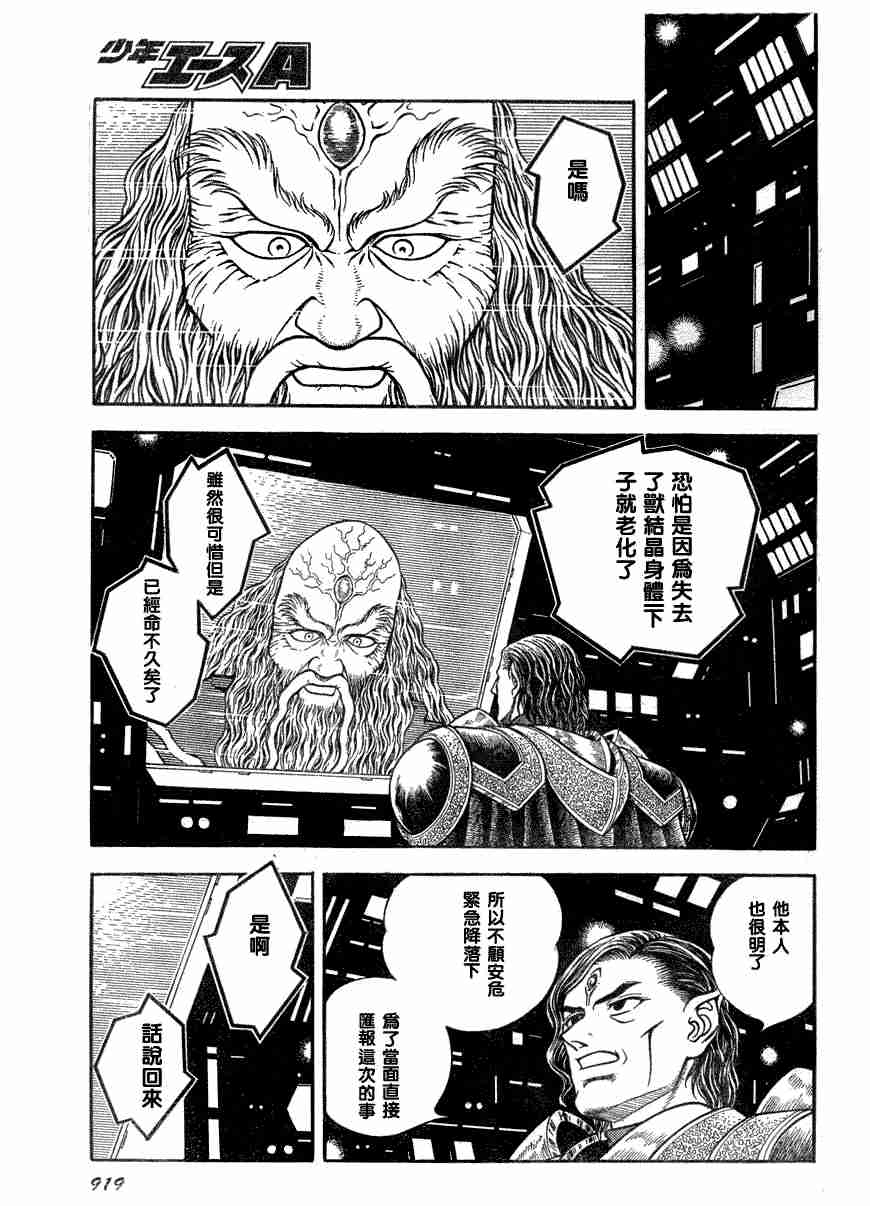 少年エースA
是
嗎
恐怕是因為失去
了獸結晶身體一下
子就老化了
雖然很可惜但是
已經命不久矣了
他本人
也很明了
所以不顧安危
緊急降落下
為了當面直接
匯報這次的事
是啊
話說回來
919